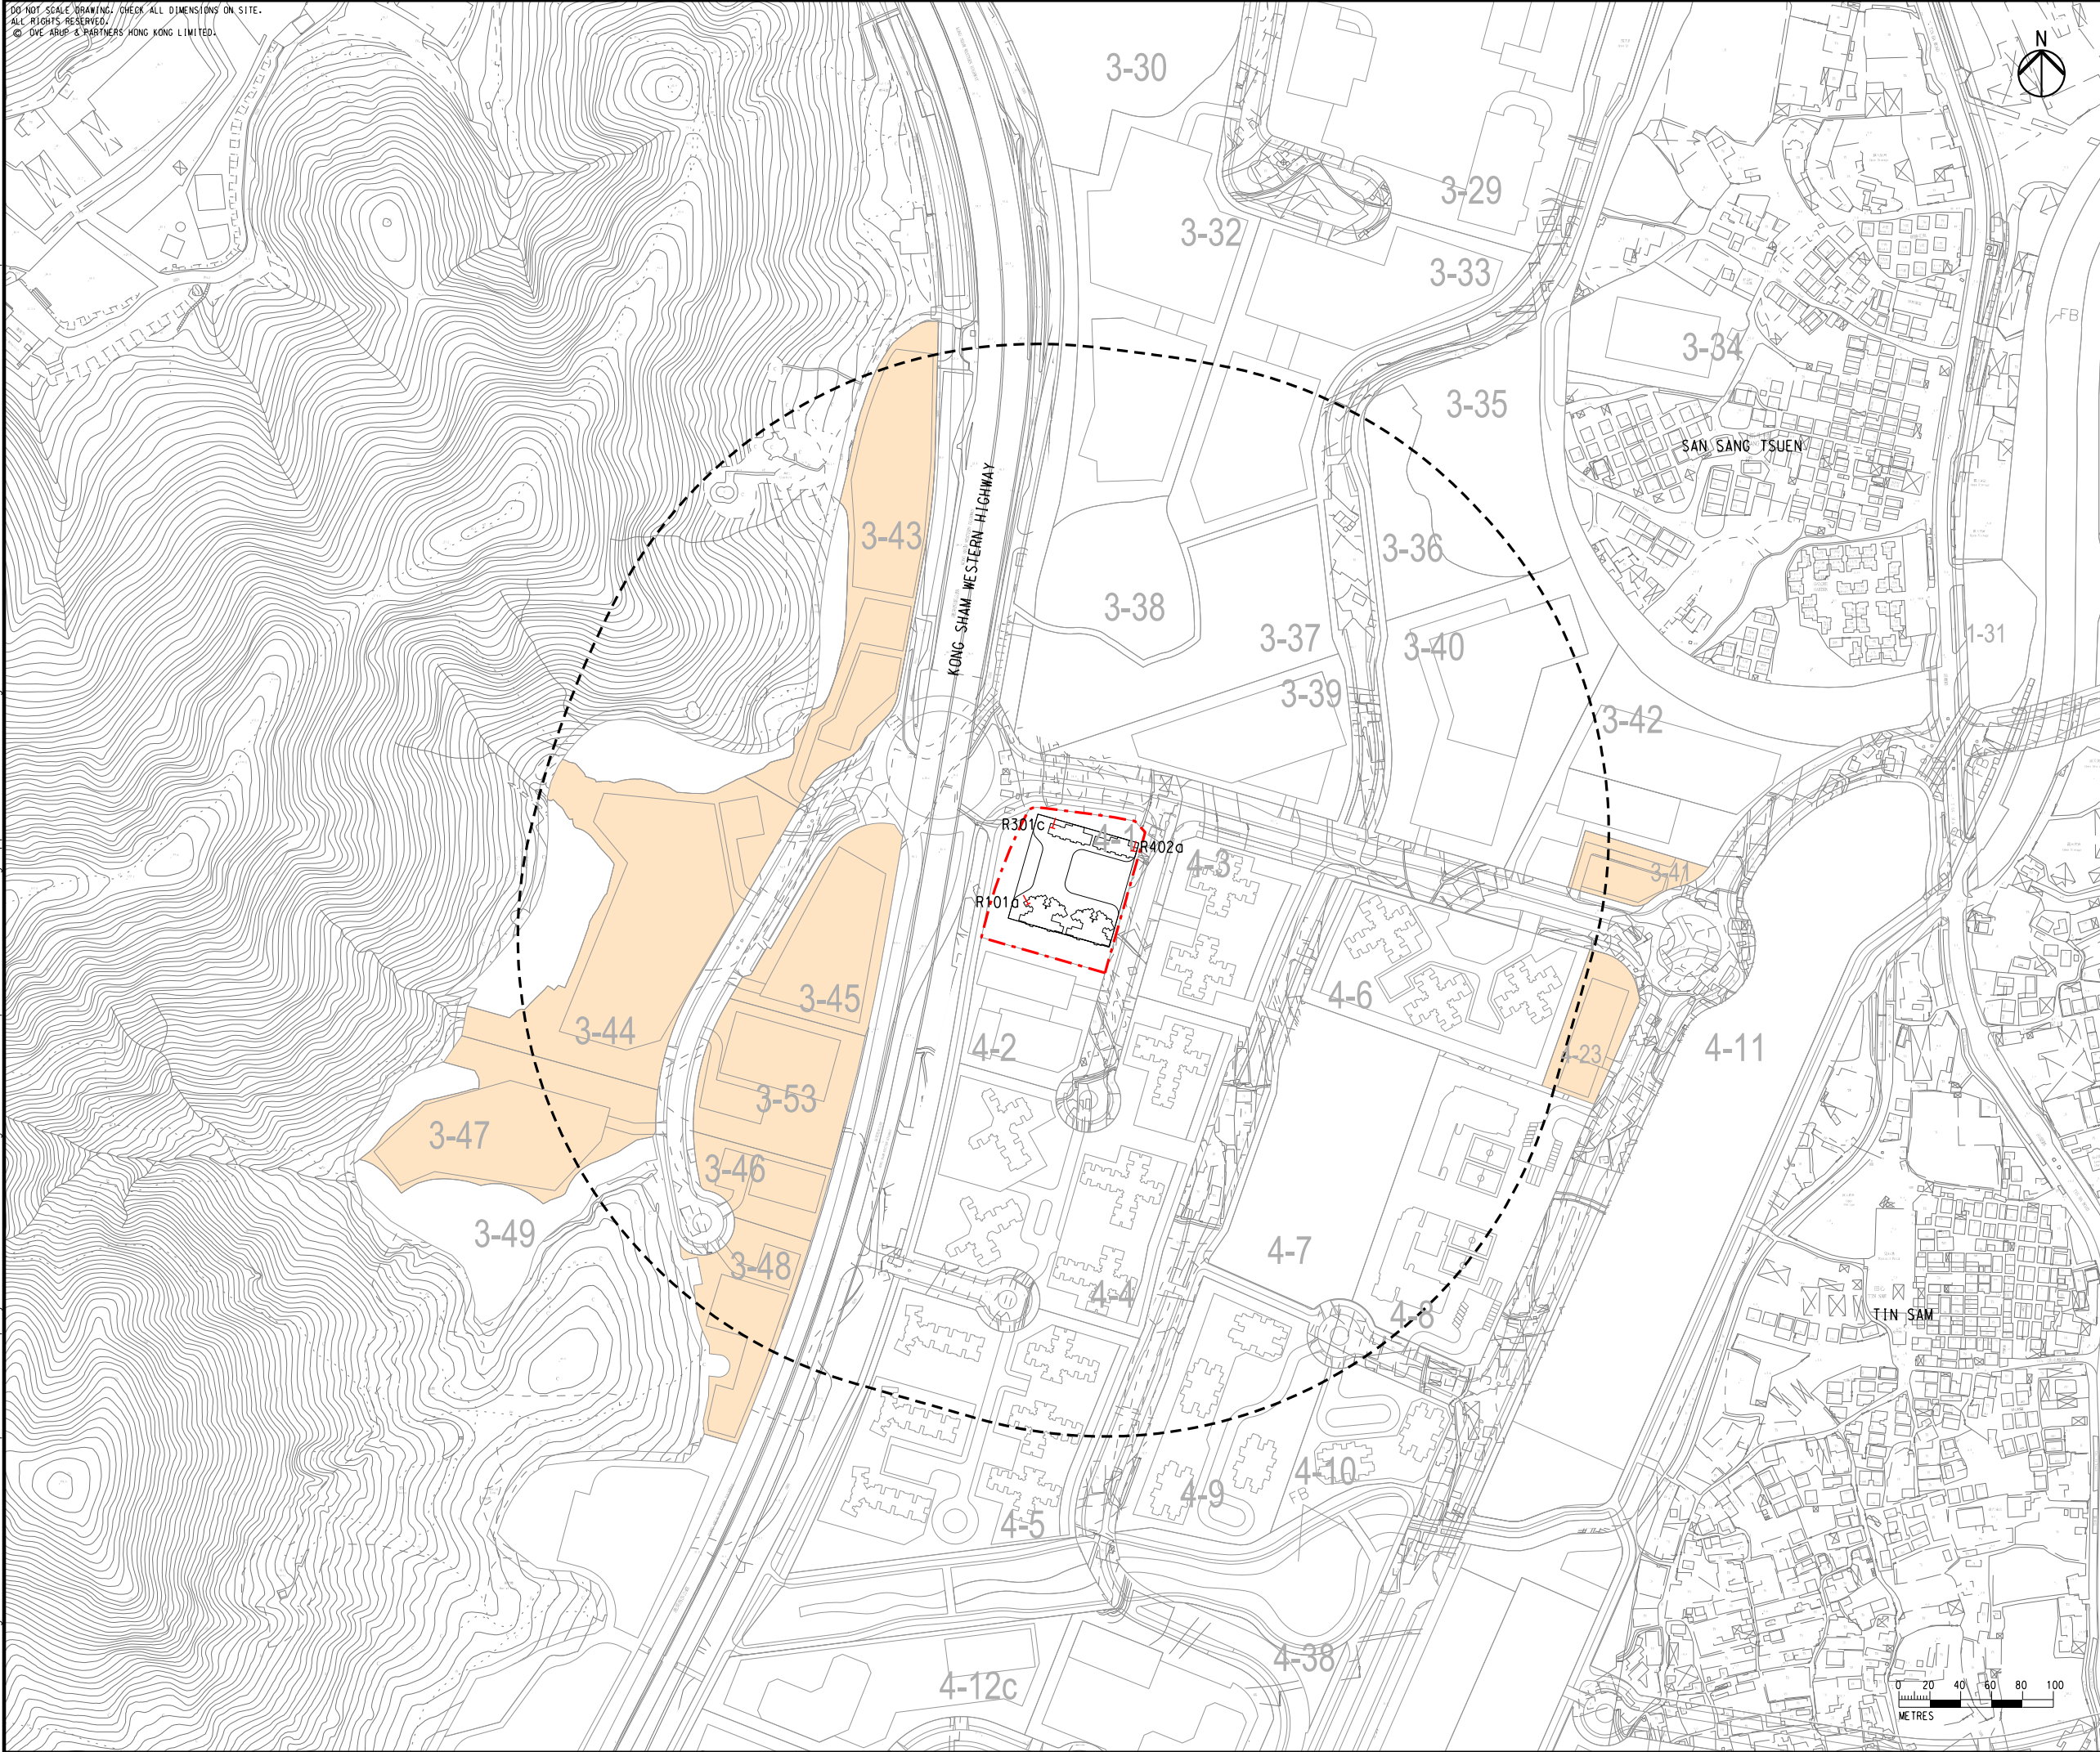 DO NOT SCALE DRAWING. CHECK ALL DIMENSIONS ON SITE.
ALL RIGHTS RESERVED.
© OVE ARUP & PARTNERS HONG KONG LIMITED.
N
3-30
3-29
3-32
3-33
3-34
FB
3-35
SAN SANG TSUEN
3-43
KONG SHAM WESTERN HIGHWAY
3-36
3-38
3-37
3-40
1-31
3-39
3-42
FB
R301c
4-1
R402a
FB
4-3
3-41
R101a
3-45
4-6
3-44
4-2
4-23
4-11
3-53
3-47
3-46
3-49
3-48
4-7
4-4
4-8
TIN SAM
4-9
4-10
FB
4-5
4-38
4-12c
0 20 40 60 80 100
METRES